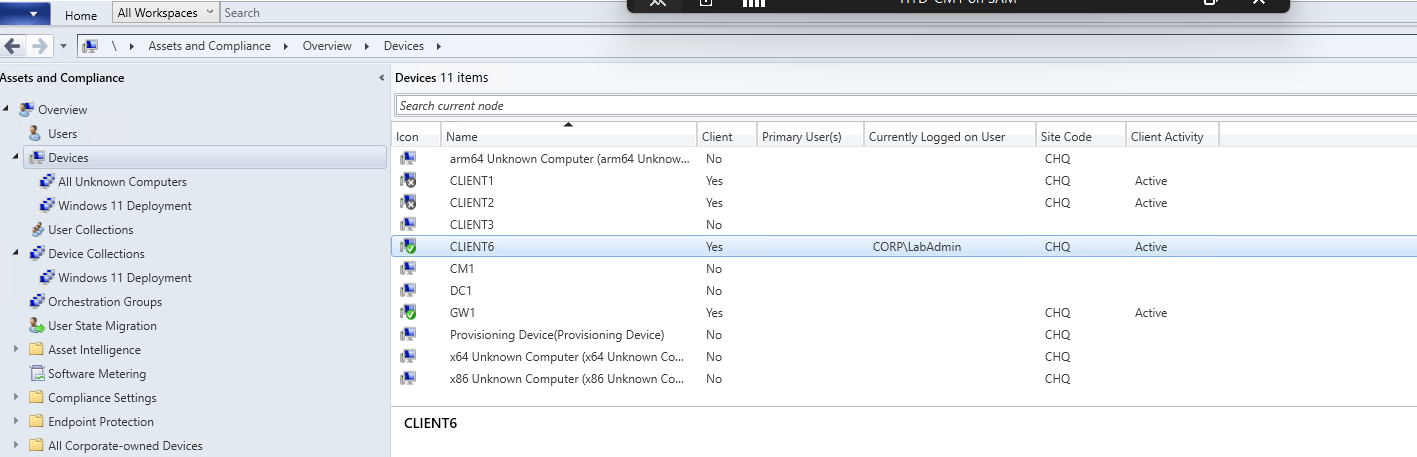 HYD-CM1 on SAM
Home All Workspaces Search
\ Assets and Compliance Overview Devices
Assets and Compliance
Overview
Users
Devices
All Unknown Computers
Windows 11 Deployment
User Collections
Device Collections
Windows 11 Deployment
Orchestration Groups
User State Migration
Asset Intelligence
Software Metering
Compliance Settings
Endpoint Protection
All Corporate-owned Devices
Devices 11 items
Search current node
Icon Name Client Primary User(s) Currently Logged on User Site Code Client Activity
arm64 Unknown Computer (arm64 Unknow... No CHQ
CLIENT1 Yes CHQ Active
CLIENT2 Yes CHQ Active
CLIENT3 No
CLIENT6 Yes CORP\LabAdmin CHQ Active
CM1 No
DC1 No
GW1 Yes CHQ Active
Provisioning Device(Provisioning Device) No CHQ
x64 Unknown Computer (x64 Unknown Co... No CHQ
x86 Unknown Computer (x86 Unknown Co... No CHQ
CLIENT6